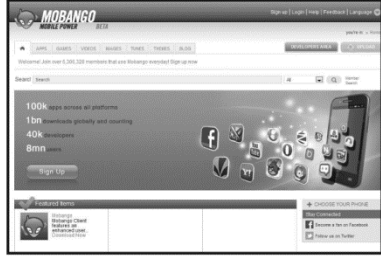 MOBANGO
MOBILE POWER BETA
Sign up | Login | Help | Feedback | Language
APPS GAMES VIDEOS IMAGES TUNES THEMES BLOG
DEVELOPERS AREA
Welcome! Join over 5,390,328 members that use Mobango everyday! Sign up now
Search Search
All
100k apps across all platforms
1bn downloads globally and counting
40k developers
8mn users
Sign Up
Featured Items
Mobango
Mobango Client
features an
enhanced user..
Download Now
CHOOSE YOUR PHONE
Stay Connected
Become a fan on Facebook
Follow us on Twitter